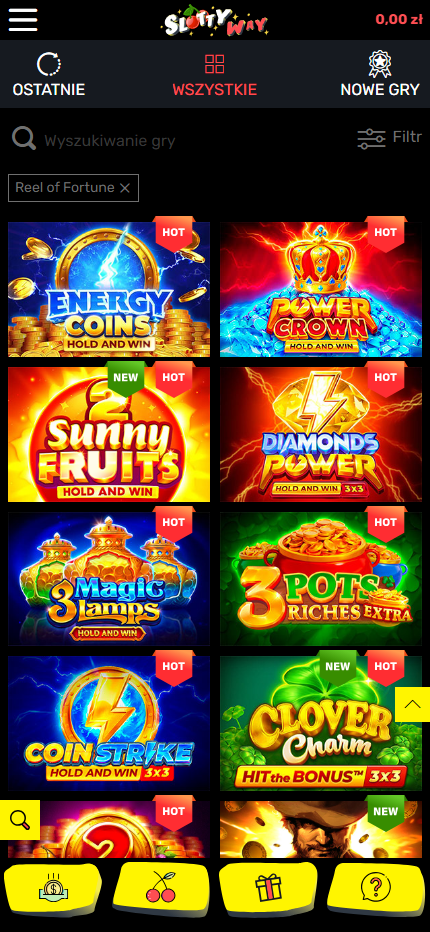 SLOTTY WAY
0,00 zł
OSTATNIE
WSZYSTKIE
NOWE GRY
Wyszukiwanie gry
Filtr
Reel of Fortune
HOT
HOT
ENERGY
COINS
HOLD AND WIN
POWER
CROWN
HOLD AND WIN
NEW
HOT
HOT
2
Sunny
FRUITS
HOLD AND WIN
DIAMONDS
POWER
HOLD AND WIN 3X3
HOT
HOT
3 Magic
Lamps
HOLD AND WIN
3 POTS
RICHES EXTRA
HOT
NEW
HOT
COIN STRIKE
HOLD AND WIN 3X3
CLOVER
Charm
HIT the BONUS™ 3X3
HOT
NEW
2